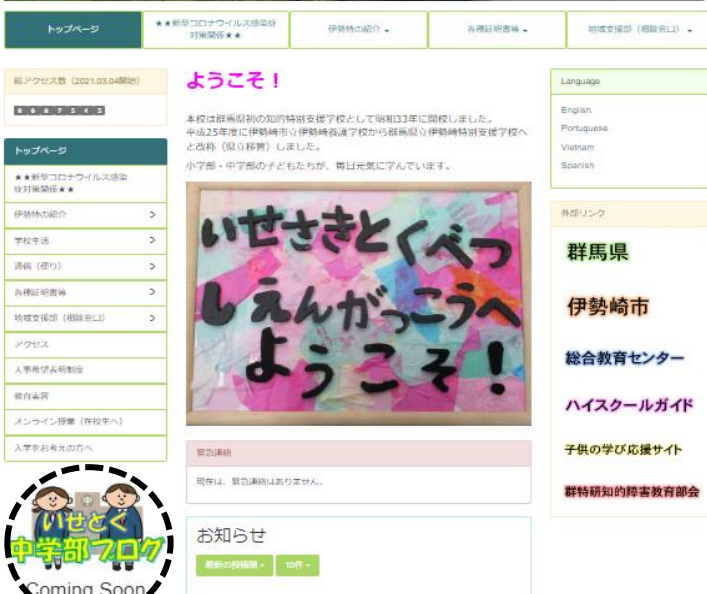 トップページ
★★新型コロナウイルス感染症
対策関係★★
伊勢特の紹介
各種証明書等
地域支援部（相談窓口）
総アクセス数（2021.03.04開始）
0087545
トップページ
★★新型コロナウイルス感染
症対策関係★★
伊勢特の紹介
学校生活
通信（便り）
各種証明書等
地域支援部（相談窓口）
アクセス
人事希望表明制度
教育実習
オンライン授業（在校生へ）
入学をお考えの方へ
いせとく
中学部ブログ
Coming Soon
ようこそ！
本校は群馬県初の知的特別支援学校として昭和33年に開校しました。
平成25年度に伊勢崎市立伊勢崎養護学校から群馬県立伊勢崎特別支援学校へ
と改称（県立移管）しました。
小学部・中学部の子どもたちが、毎日元気に学んでいます。
いせさきとくべつ
しえんがっこうへ
ようこそ！
緊急連絡
現在は、緊急連絡はありません。
お知らせ
最新の投稿順
10件
Language
English
Portuguese
Vietnam
Spanish
外部リンク
群馬県
伊勢崎市
総合教育センター
ハイスクールガイド
子供の学び応援サイト
群特研知的障害教育部会